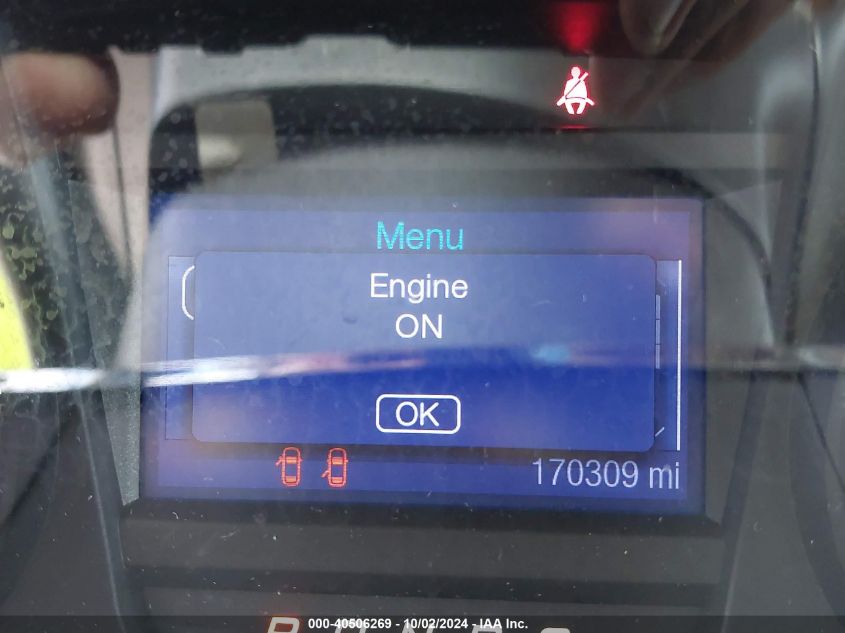 Menu
Engine
ON
OK
170309 mi
000-40506269 - 10/02/2024 - IAA Inc.